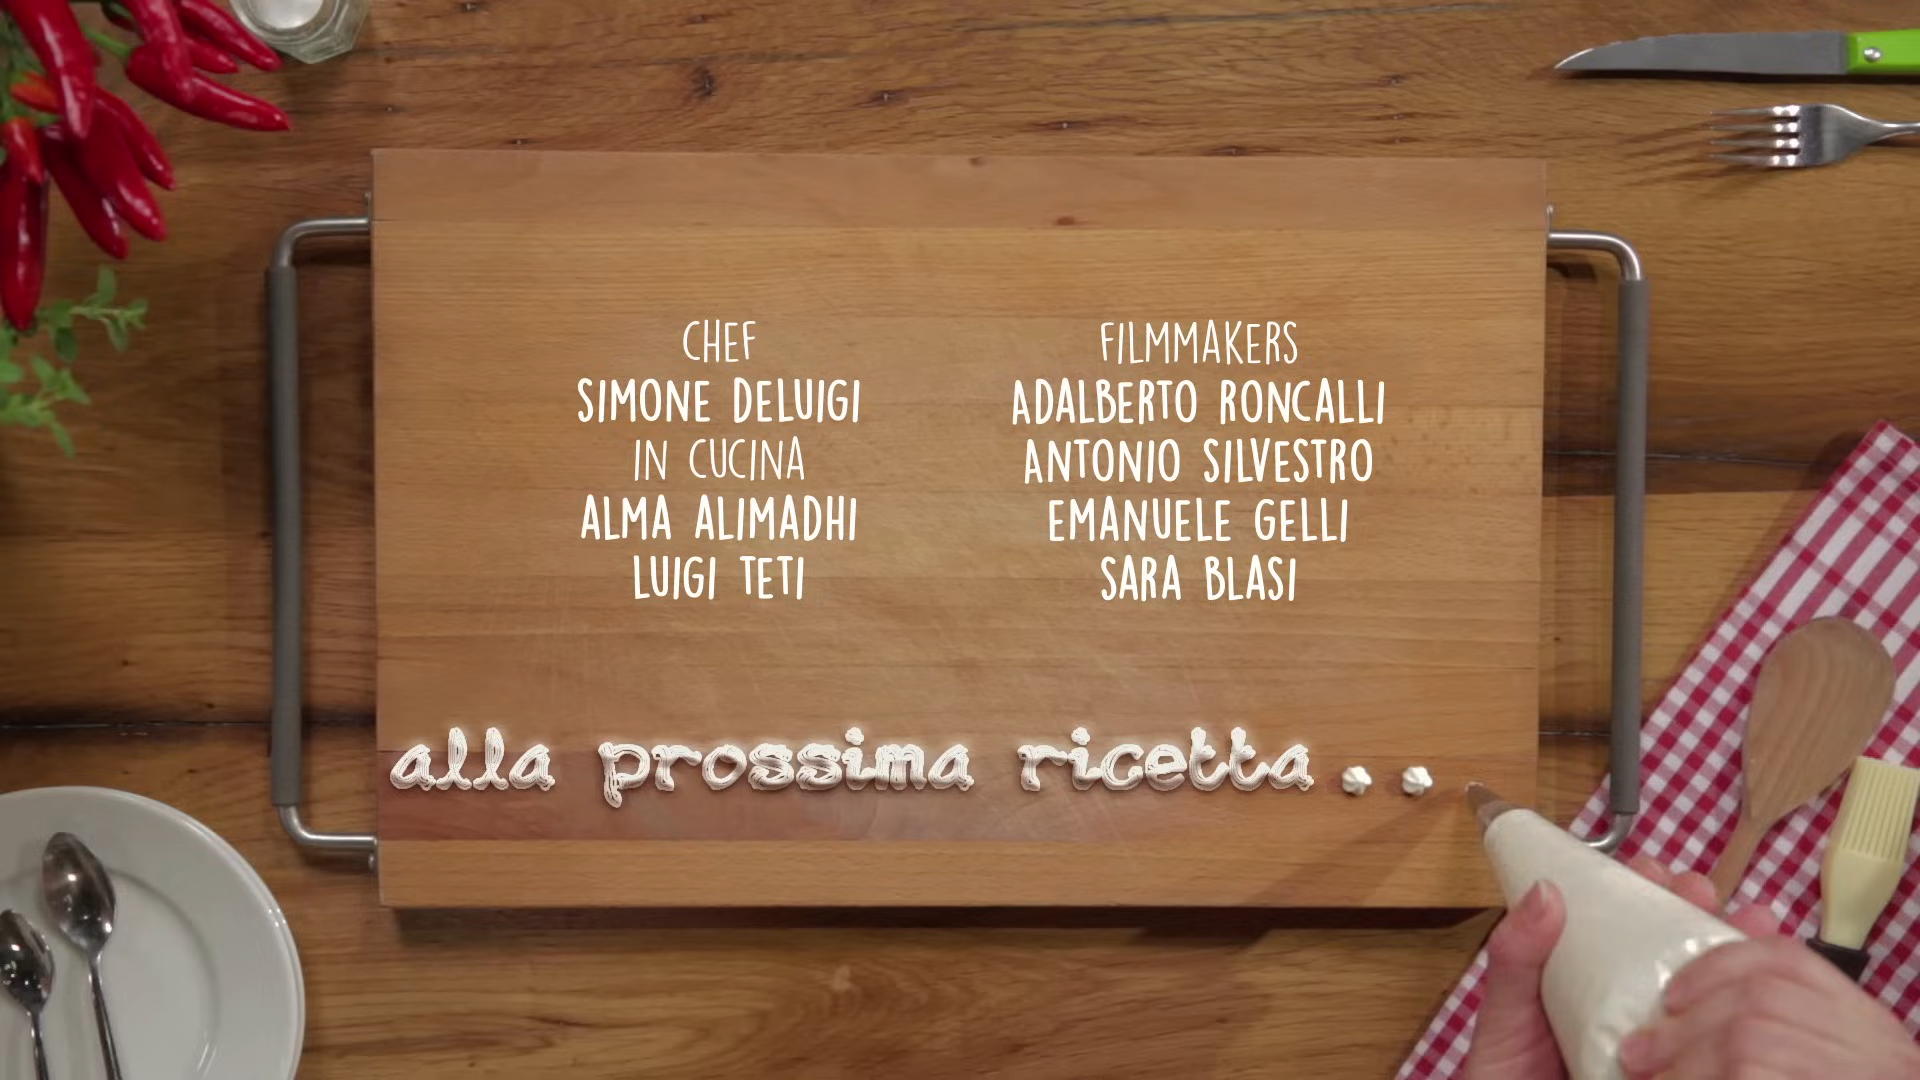 CHEF
SIMONE DELUIGI
IN CUCINA
ALMA ALIMADHI
LUIGI TETI
FILMMAKERS
ADALBERTO RONCALLI
ANTONIO SILVESTRO
EMANUELE GELLI
SARA BLASI
alla prossima ricetta..